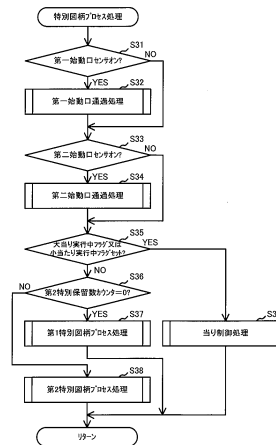 特別図柄プロセス処理
S31
第一始動口センサオン?
NO
YES
S32
第一始動口通過処理
S33
第二始動口センサオン?
NO
YES
S34
第二始動口通過処理
S35
大当り実行中フラグ又は
小当たり実行中フラグセット?
YES
NO
S36
NO
第2特別保留数カウンタ=0?
YES
S37
第1特別図柄プロセス処理
S3
当り制御処理
S38
第2特別図柄プロセス処理
リターン